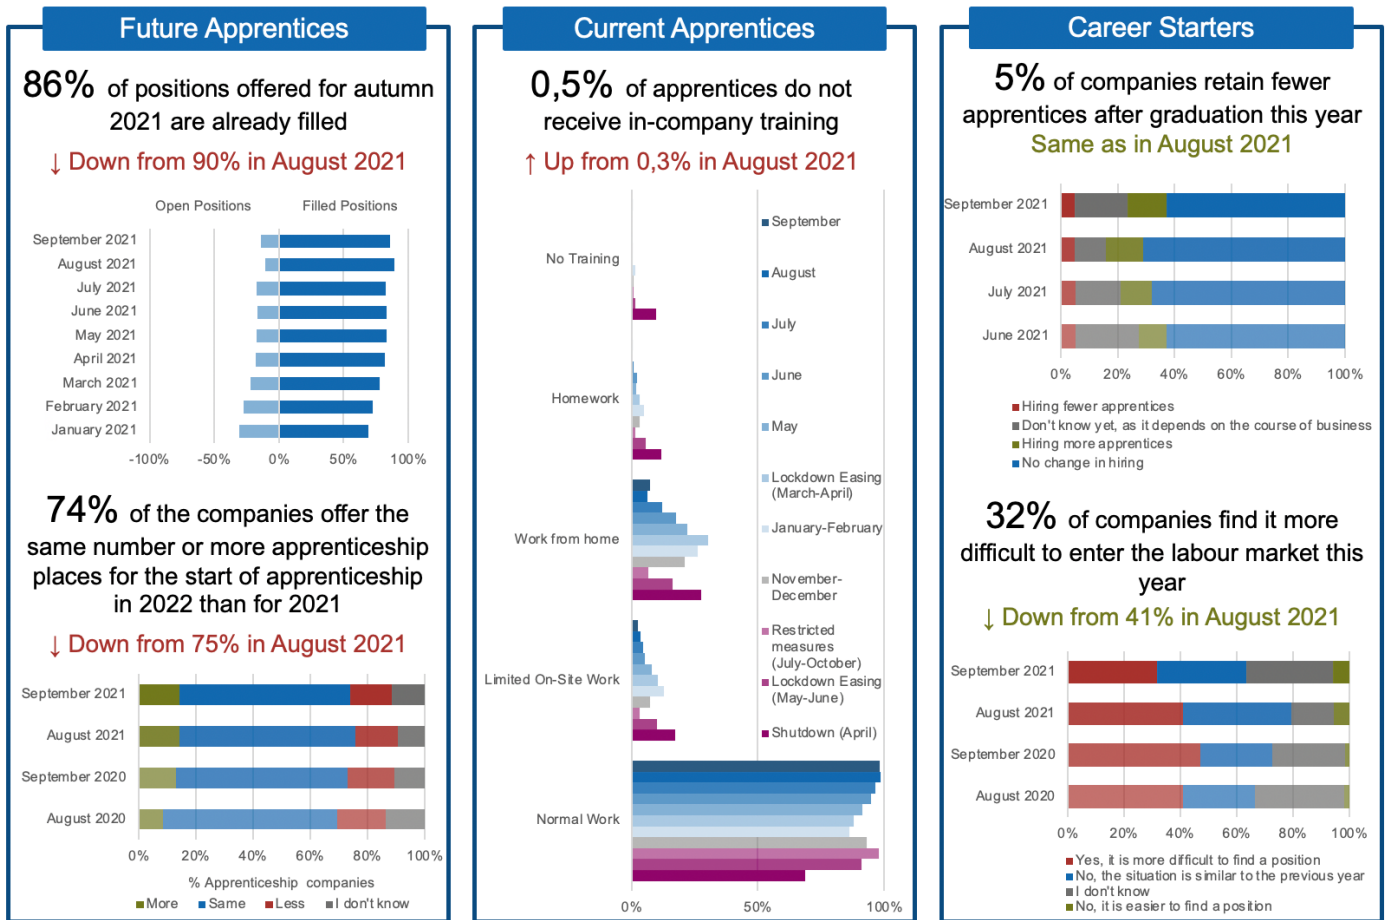 Future Apprentices
86% of positions offered for autumn
2021 are already filled
↓ Down from 90% in August 2021
Open Positions Filled Positions
September 2021
August 2021
July 2021
June 2021
May 2021
April 2021
March 2021
February 2021
January 2021
-100% -50% 0% 50% 100%
74% of the companies offer the
same number or more apprenticeship
places for the start of apprenticeship
in 2022 than for 2021
↓ Down from 75% in August 2021
September 2021
August 2021
September 2020
August 2020
0% 20% 40% 60% 80% 100%
% Apprenticeship companies
More Same Less I don't know
Current Apprentices
0,5% of apprentices do not
receive in-company training
↑ Up from 0,3% in August 2021
No Training
Homework
Work from home
Limited On-Site Work
Normal Work
0% 50% 100%
September
August
July
June
May
Lockdown Easing
(March-April)
January-February
November-
December
Restricted
measures
(July-October)
Lockdown Easing
(May-June)
Shutdown (April)
Career Starters
5% of companies retain fewer
apprentices after graduation this year
Same as in August 2021
September 2021
August 2021
July 2021
June 2021
0% 20% 40% 60% 80% 100%
Hiring fewer apprentices
Don't know yet, as it depends on the course of business
Hiring more apprentices
No change in hiring
32% of companies find it more
difficult to enter the labour market this
year
↓ Down from 41% in August 2021
September 2021
August 2021
September 2020
August 2020
0% 20% 40% 60% 80% 100%
Yes, it is more difficult to find a position
No, the situation is similar to the previous year
I don't know
No, it is easier to find a position